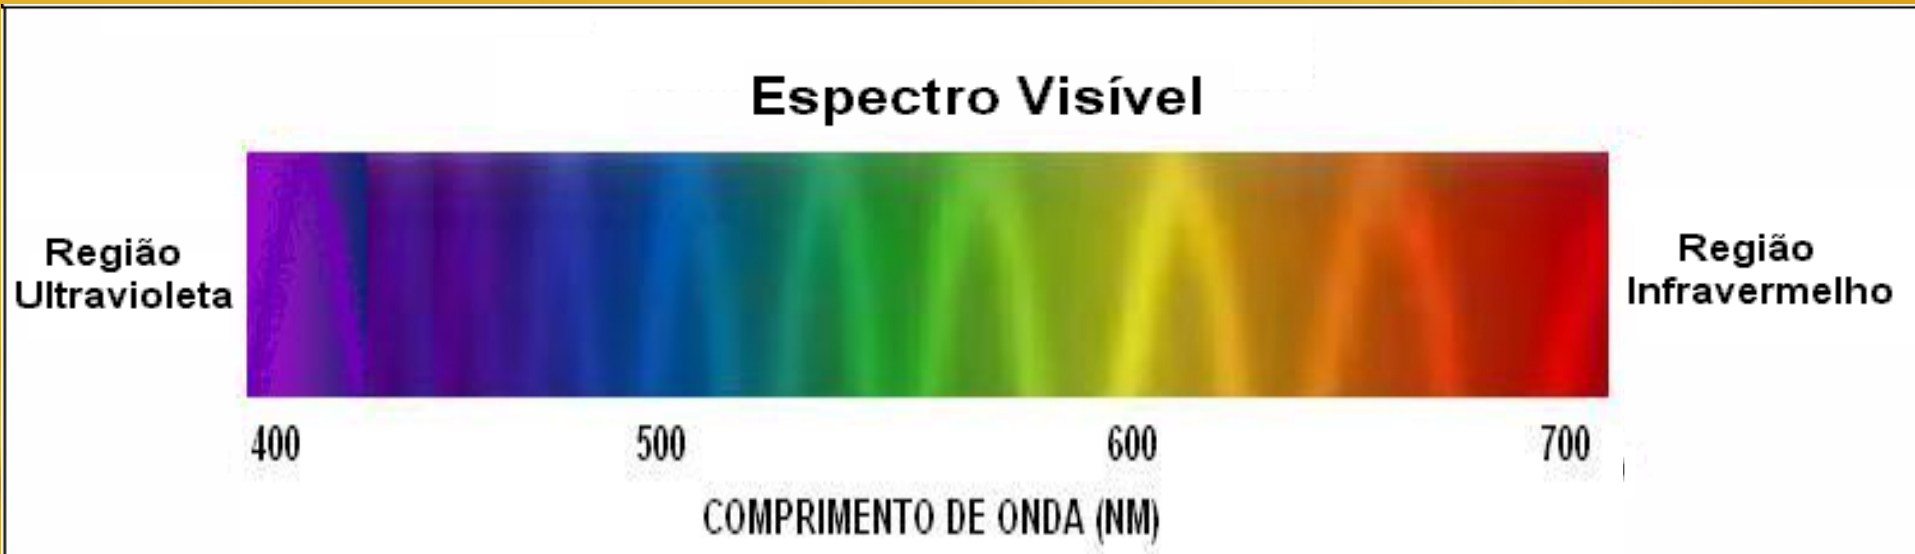 Espectro Visível
Região
Ultravioleta
Região
Infravermelho
400 500 600 700
COMPRIMENTO DE ONDA (NM)